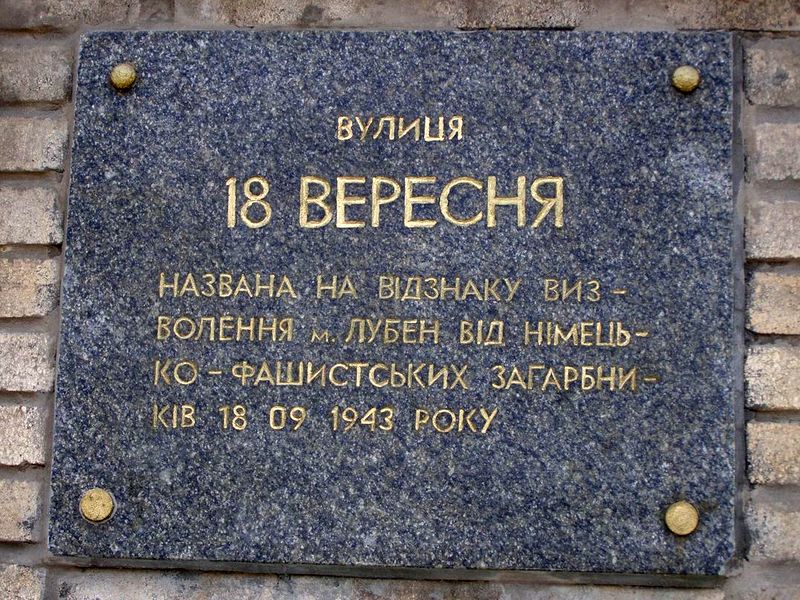 ВУЛИЦЯ
18 ВЕРЕСНЯ
НАЗВАНА НА ВІДЗНАКУ ВИЗ-
ВОЛЕННЯ м. ЛУБЕН ВІД НІМЕЦЬ-
КО-ФАШИСТСЬКИХ ЗАГАРБНИ-
КІВ 18 09 1943 РОКУ